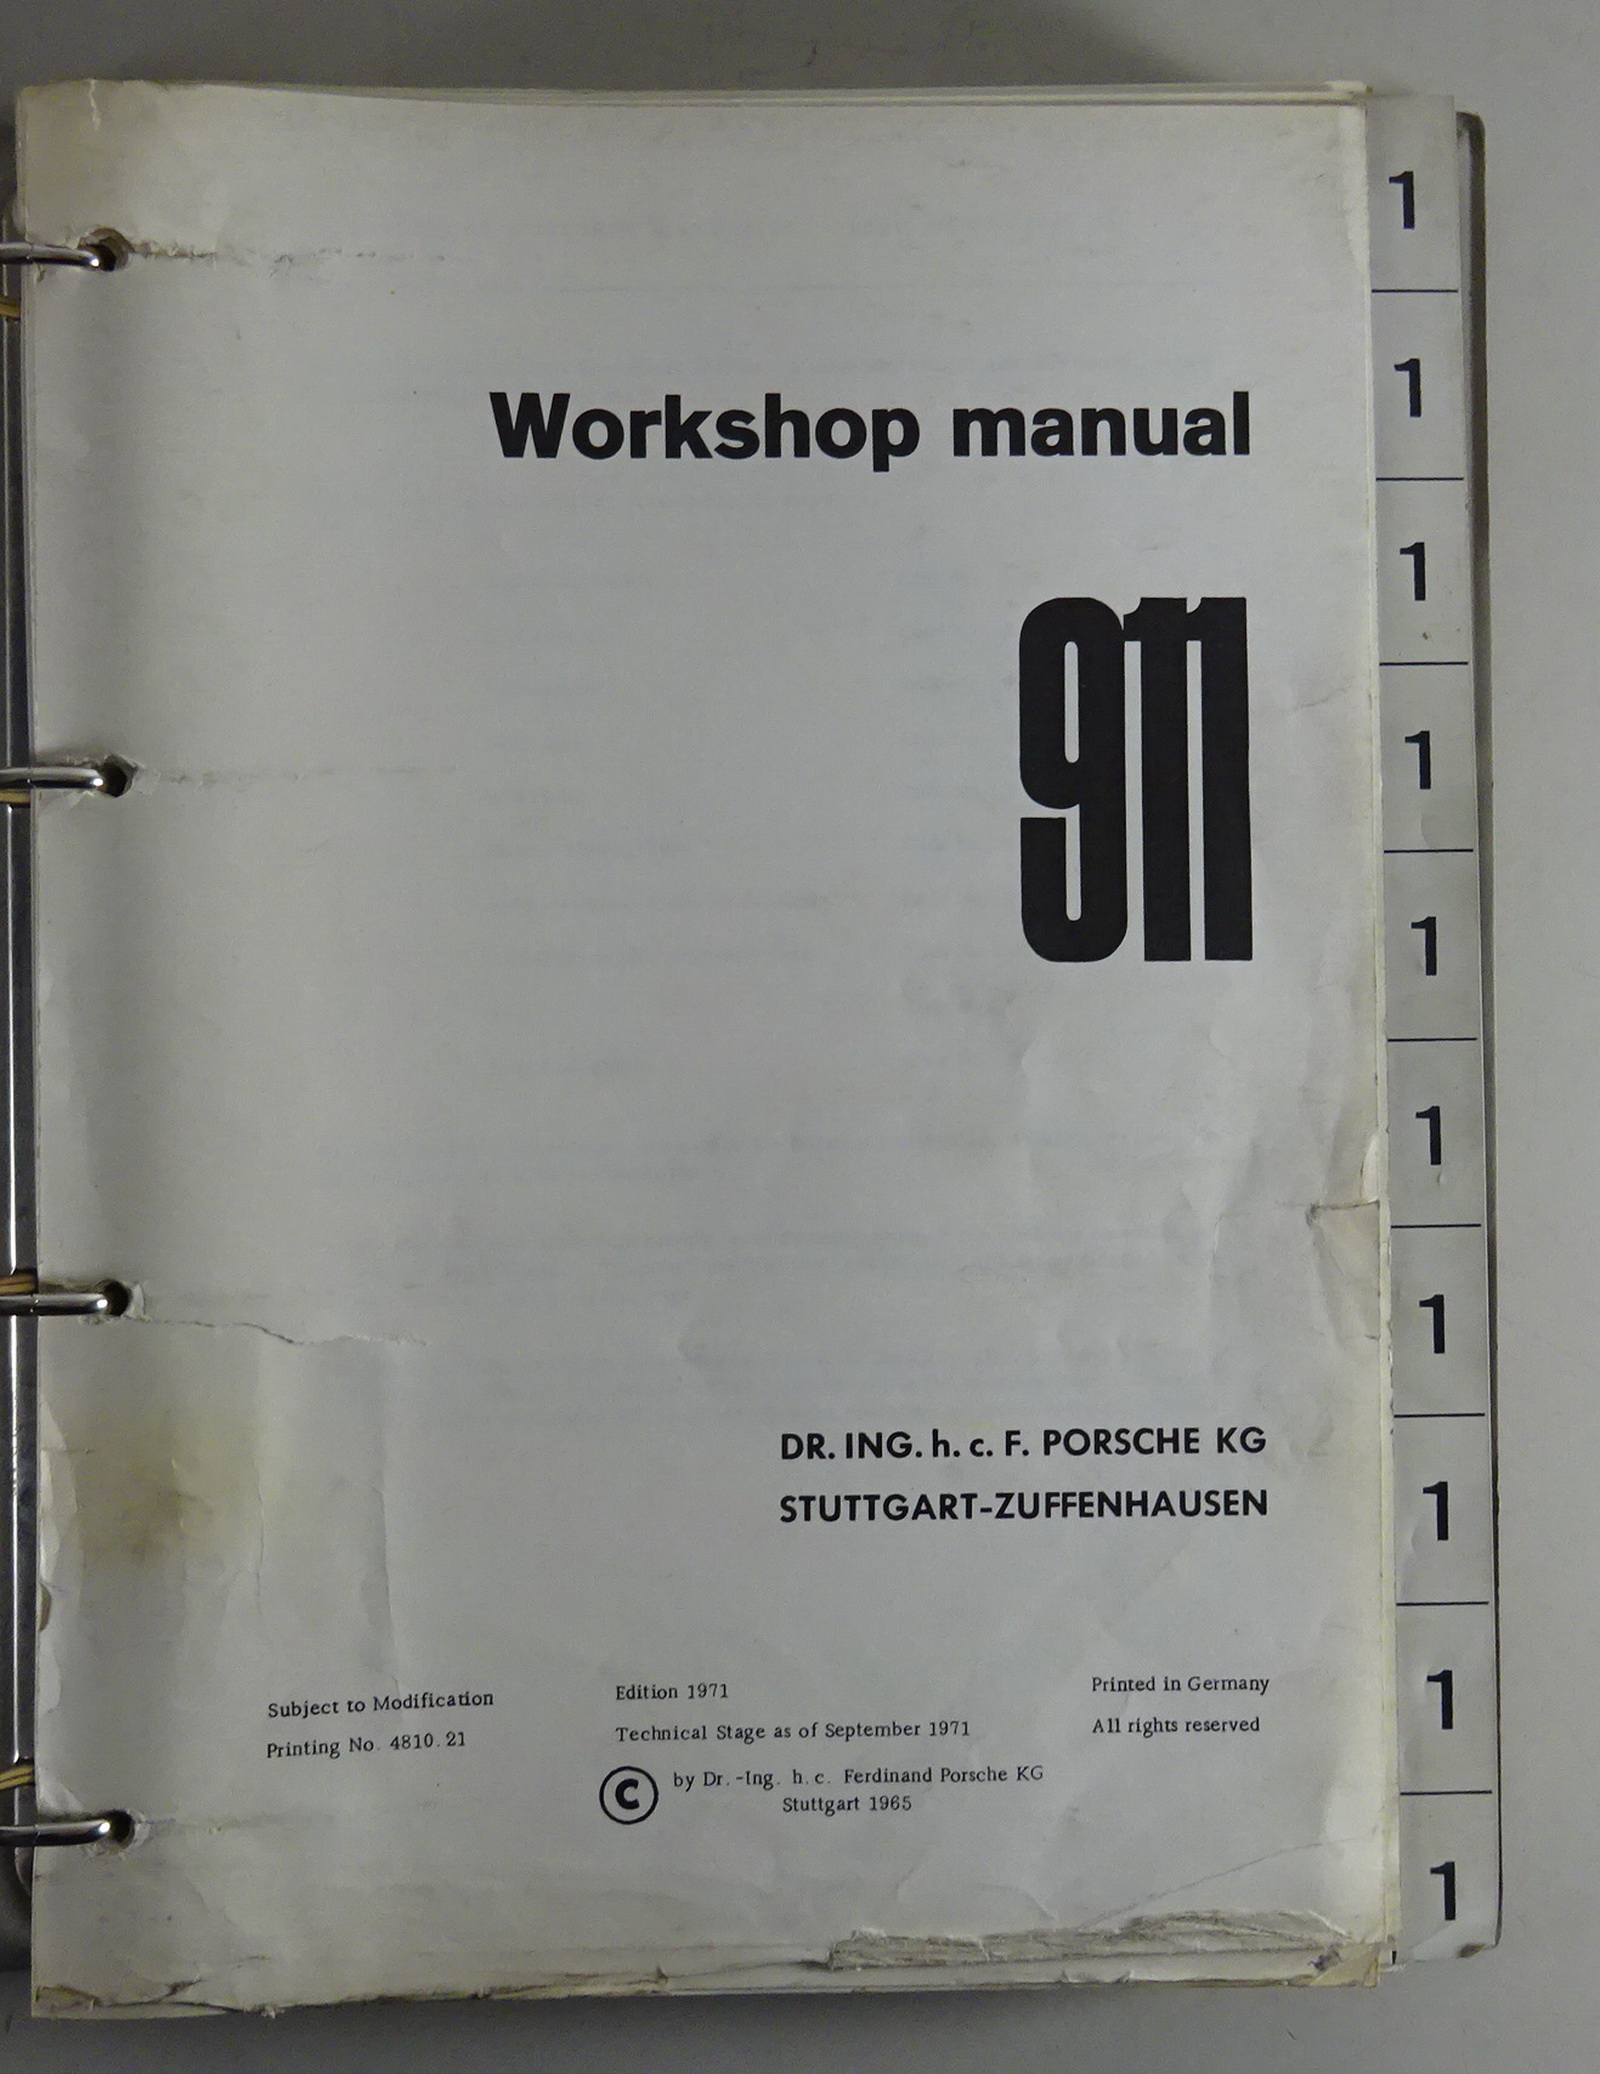 Workshop manual
911
DR. ING. h. c. F. PORSCHE KG
STUTTGART-ZUFFENHAUSEN
Subject to Modification
Printing No. 4810.21
Edition 1971
Technical Stage as of September 1971
© by Dr. -Ing. h. c. Ferdinand Porsche KG
Stuttgart 1965
Printed in Germany
All rights reserved
1
1
1
1
1
1
1
1
1
1